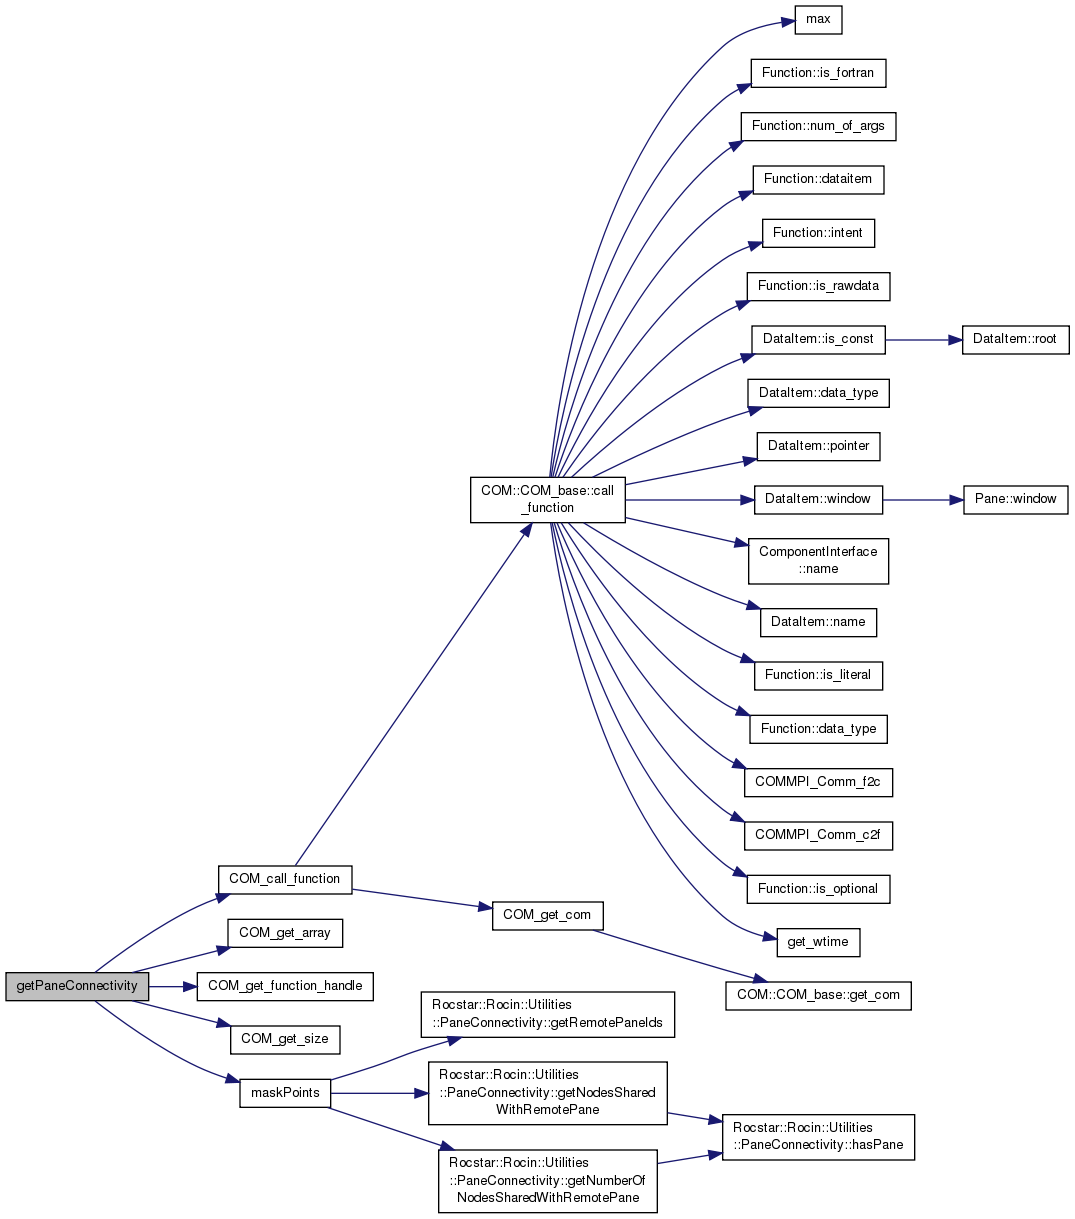 max
Function::is_fortran
Function::num_of_args
Function::dataitem
Function::intent
Function::is_rawdata
DataItem::is_const
DataItem::root
DataItem::data_type
DataItem::pointer
COM::COM_base::call
_function
DataItem::window
Pane::window
ComponentInterface
::name
DataItem::name
Function::is_literal
Function::data_type
COMMPI_Comm_f2c
COMMPI_Comm_c2f
COM_call_function
Function::is_optional
COM_get_com
COM_get_array
get_wtime
getPaneConnectivity
COM_get_function_handle
COM::COM_base::get_com
Rocstar::Rocin::Utilities
::PaneConnectivity::getRemotePaneIds
COM_get_size
maskPoints
Rocstar::Rocin::Utilities
::PaneConnectivity::getNodesShared
WithRemotePane
Rocstar::Rocin::Utilities
::PaneConnectivity::hasPane
Rocstar::Rocin::Utilities
::PaneConnectivity::getNumberOf
NodesSharedWithRemotePane